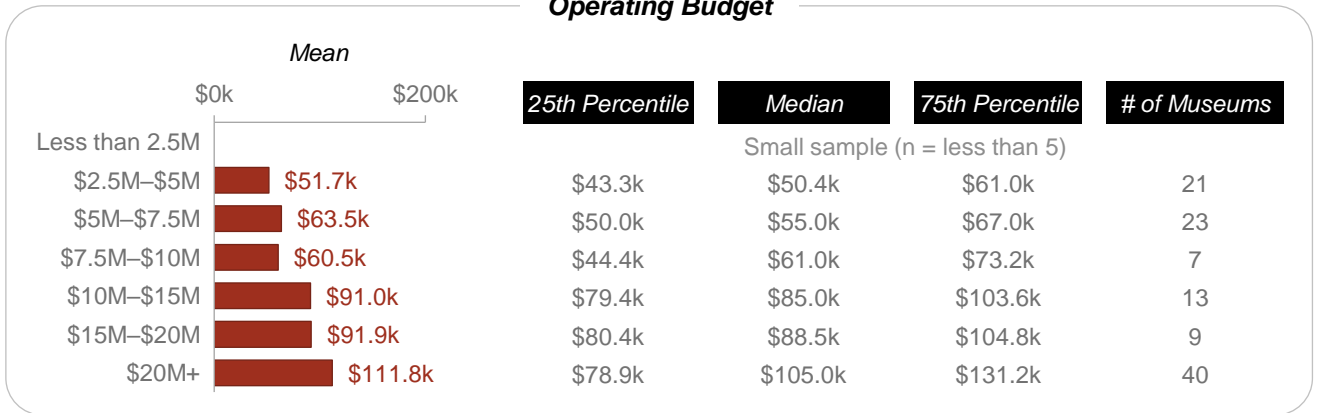 Operating Budget
Mean
$0k $200k 25th Percentile Median 75th Percentile # of Museums
Less than 2.5M Small sample (n = less than 5)
$2.5M–$5M $51.7k $43.3k $50.4k $61.0k 21
$5M–$7.5M $63.5k $50.0k $55.0k $67.0k 23
$7.5M–$10M $60.5k $44.4k $61.0k $73.2k 7
$10M–$15M $91.0k $79.4k $85.0k $103.6k 13
$15M–$20M $91.9k $80.4k $88.5k $104.8k 9
$20M+ $111.8k $78.9k $105.0k $131.2k 40